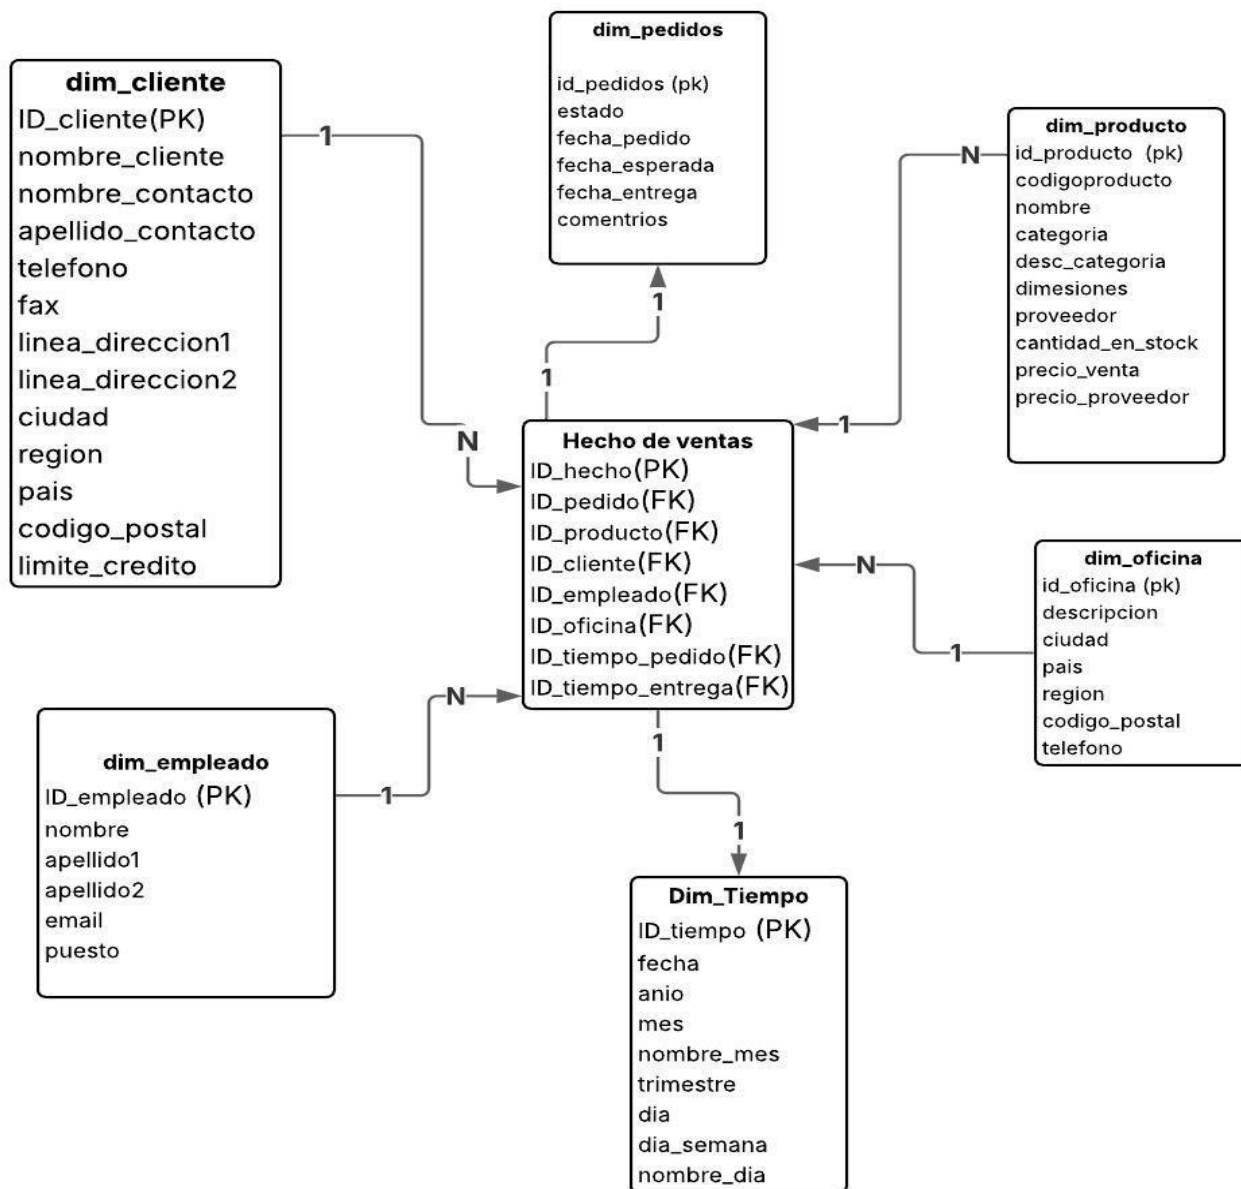 dim_cliente
ID_cliente(PK)
nombre_cliente
nombre_contacto
apellido_contacto
telefono
fax
linea_direccion1
linea_direccion2
ciudad
region
pais
codigo_postal
limite_credito
dim_pedidos
id_pedidos (pk)
estado
fecha_pedido
fecha_esperada
fecha_entrega
comentrios
dim_producto
id_producto (pk)
codigoproducto
nombre
categoria
desc_categoria
dimesiones
proveedor
cantidad_en_stock
precio_venta
precio_proveedor
1
N
1
1
N
1
Hecho de ventas
ID_hecho(PK)
ID_pedido(FK)
ID_producto(FK)
ID_cliente(FK)
ID_empleado(FK)
ID_oficina(FK)
ID_tiempo_pedido(FK)
ID_tiempo_entrega(FK)
N
1
dim_oficina
id_oficina (pk)
descripcion
ciudad
pais
region
codigo_postal
telefono
dim_empleado
ID_empleado (PK)
nombre
apellido1
apellido2
email
puesto
1
N
1
1
Dim_Tiempo
ID_tiempo (PK)
fecha
anio
mes
nombre_mes
trimestre
dia
dia_semana
nombre_dia